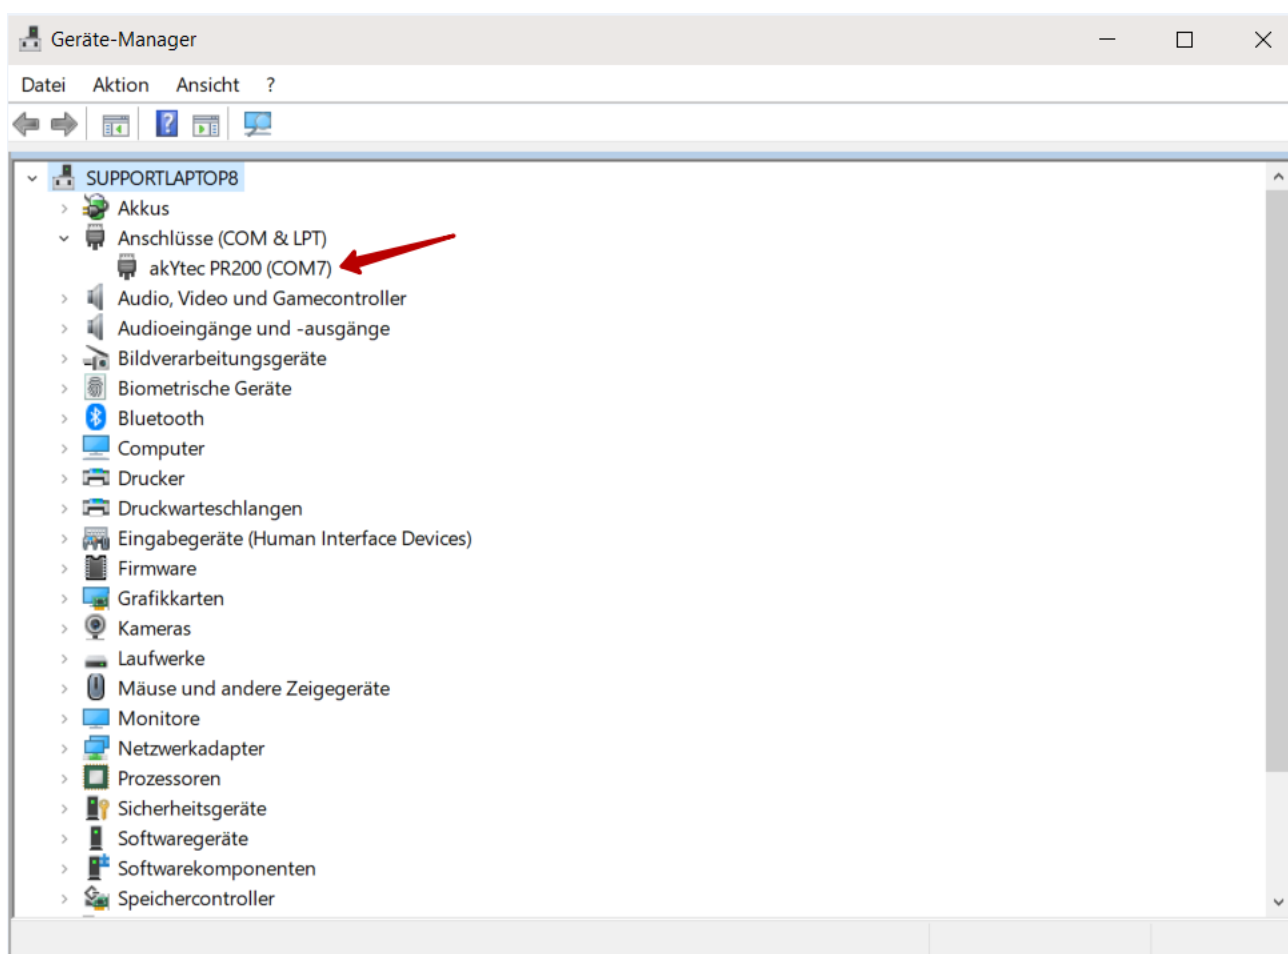 Geräte-Manager
Datei Aktion Ansicht ?
SUPPORTLAPTOP8
Akkus
Anschlüsse (COM & LPT)
akYtec PR200 (COM7)
Audio, Video und Gamecontroller
Audioeingänge und -ausgänge
Bildverarbeitungsgeräte
Biometrische Geräte
Bluetooth
Computer
Drucker
Druckwarteschlangen
Eingabegeräte (Human Interface Devices)
Firmware
Grafikkarten
Kameras
Laufwerke
Mäuse und andere Zeigegeräte
Monitore
Netzwerkadapter
Prozessoren
Sicherheitsgeräte
Softwaregeräte
Softwarekomponenten
Speichercontroller